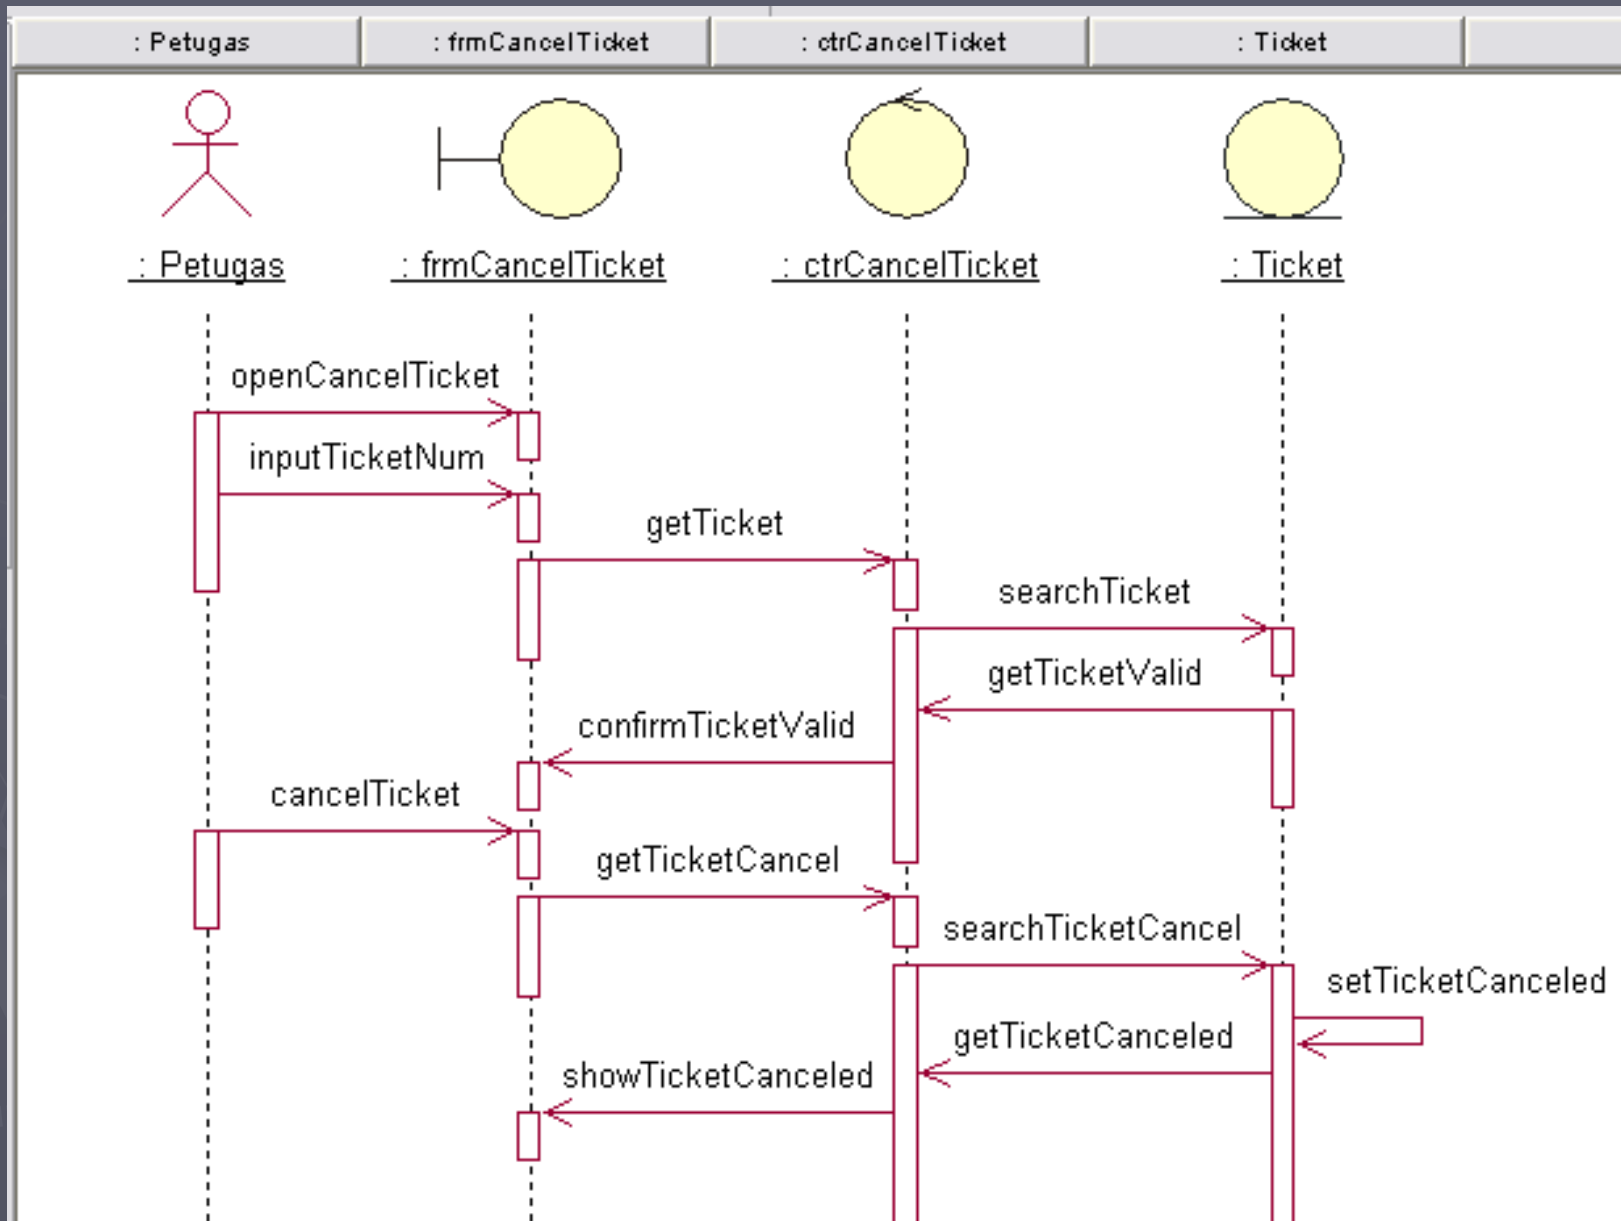 : Petugas
: frmCancelTicket
: ctrCancelTicket
: Ticket
: Petugas
: frmCancelTicket
: ctrCancelTicket
: Ticket
openCancelTicket
inputTicketNum
getTicket
searchTicket
getTicketValid
confirmTicketValid
cancelTicket
getTicketCancel
searchTicketCancel
setTicketCanceled
getTicketCanceled
showTicketCanceled